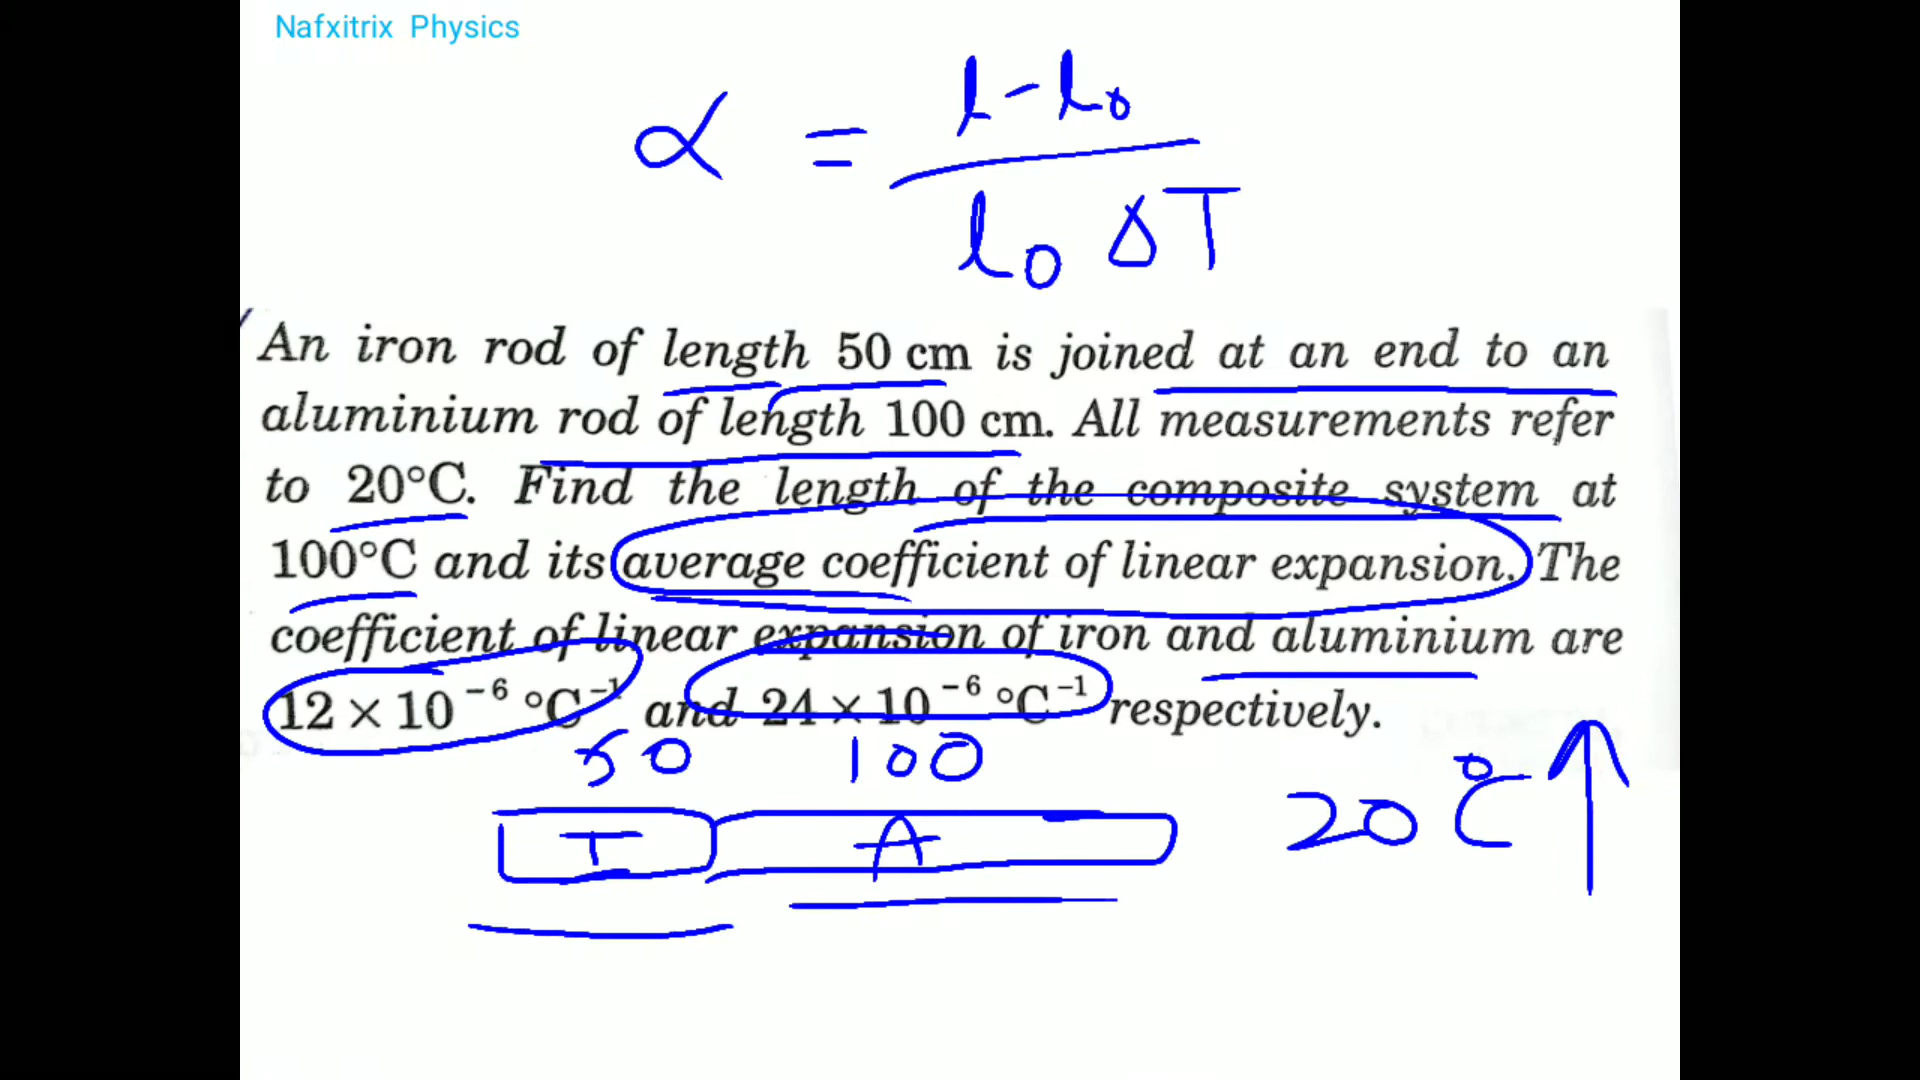 Nafxitrix Physics
α = l - l₀
l₀ ΔT
An iron rod of length 50 cm is joined at an end to an
aluminium rod of length 100 cm. All measurements refer
to 20°C. Find the length of the composite system at
100°C and its average coefficient of linear expansion. The
coefficient of linear expansion of iron and aluminium are
12 × 10⁻⁶ °C⁻¹ and 24 × 10⁻⁶ °C⁻¹ respectively.
50 100
I A 20°C